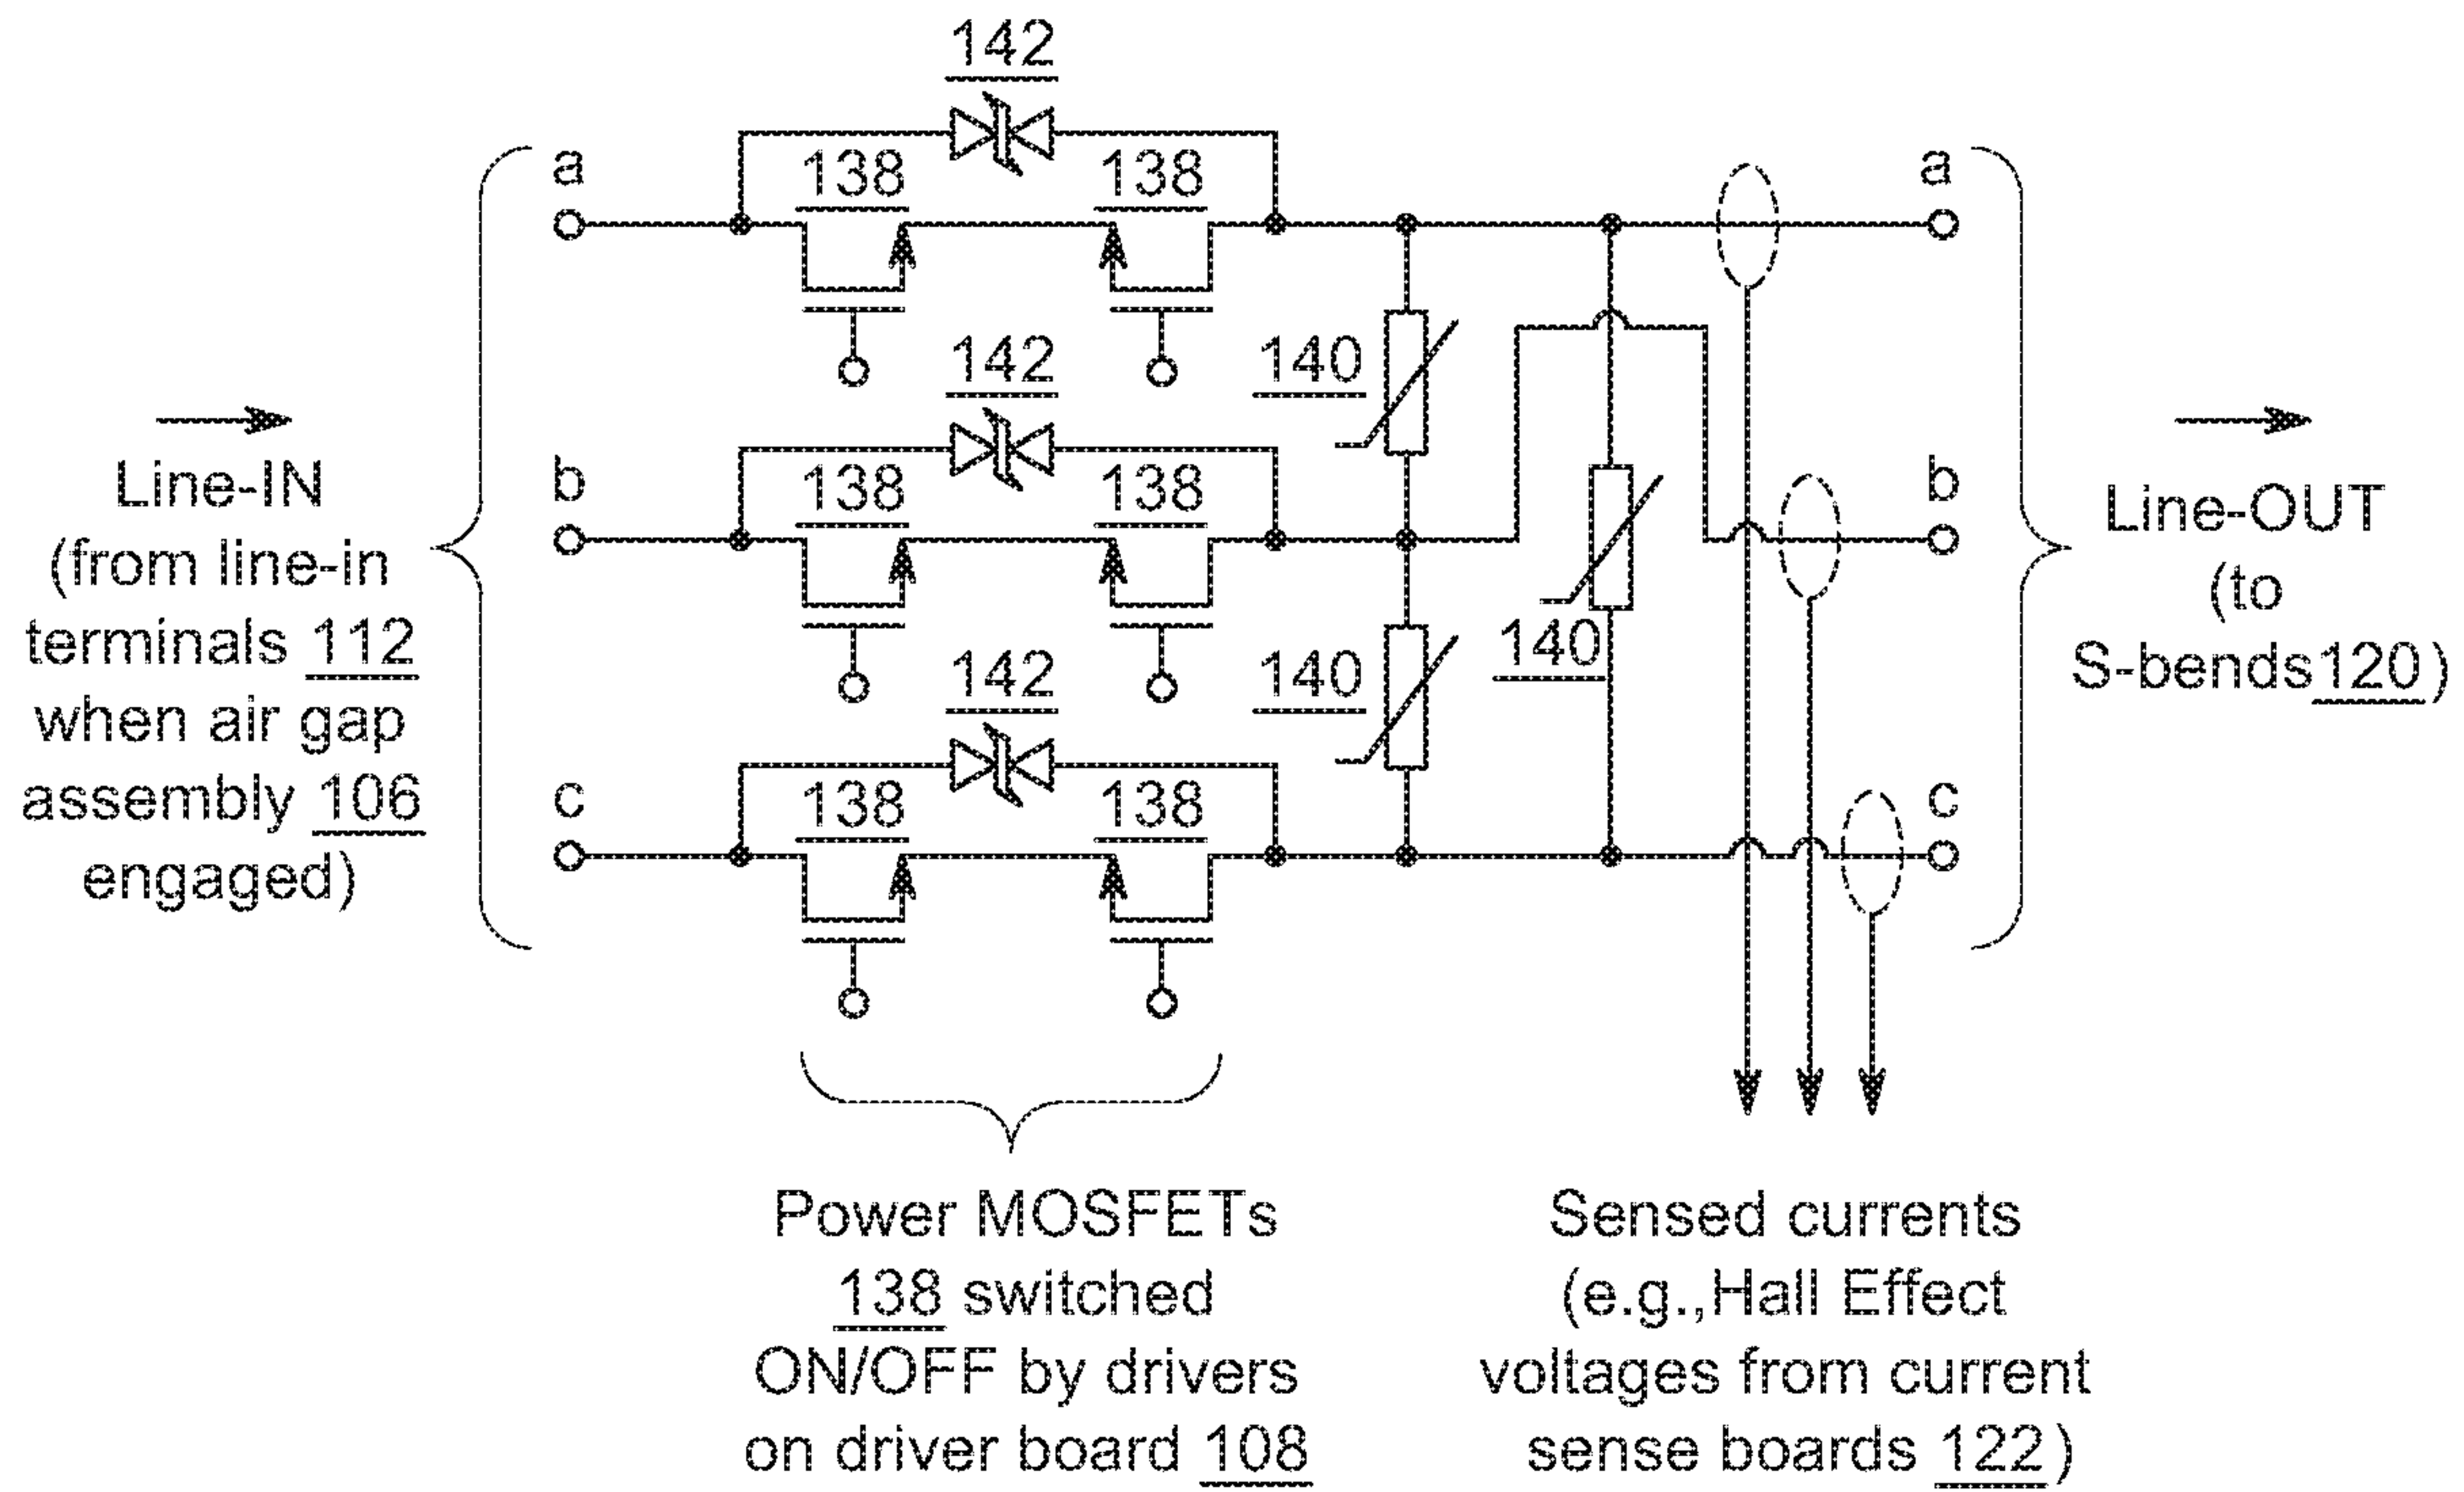 142
a
138 138
a
142
140
Line-IN
(from line-in
terminals 112
when air gap
assembly 106
engaged)
b
138 138
b
Line-OUT
(to
S-bends120)
142
140
140
c
138 138
c
Power MOSFETs
138 switched
ON/OFF by drivers
on driver board 108
Sensed currents
(e.g.,Hall Effect
voltages from current
sense boards 122)